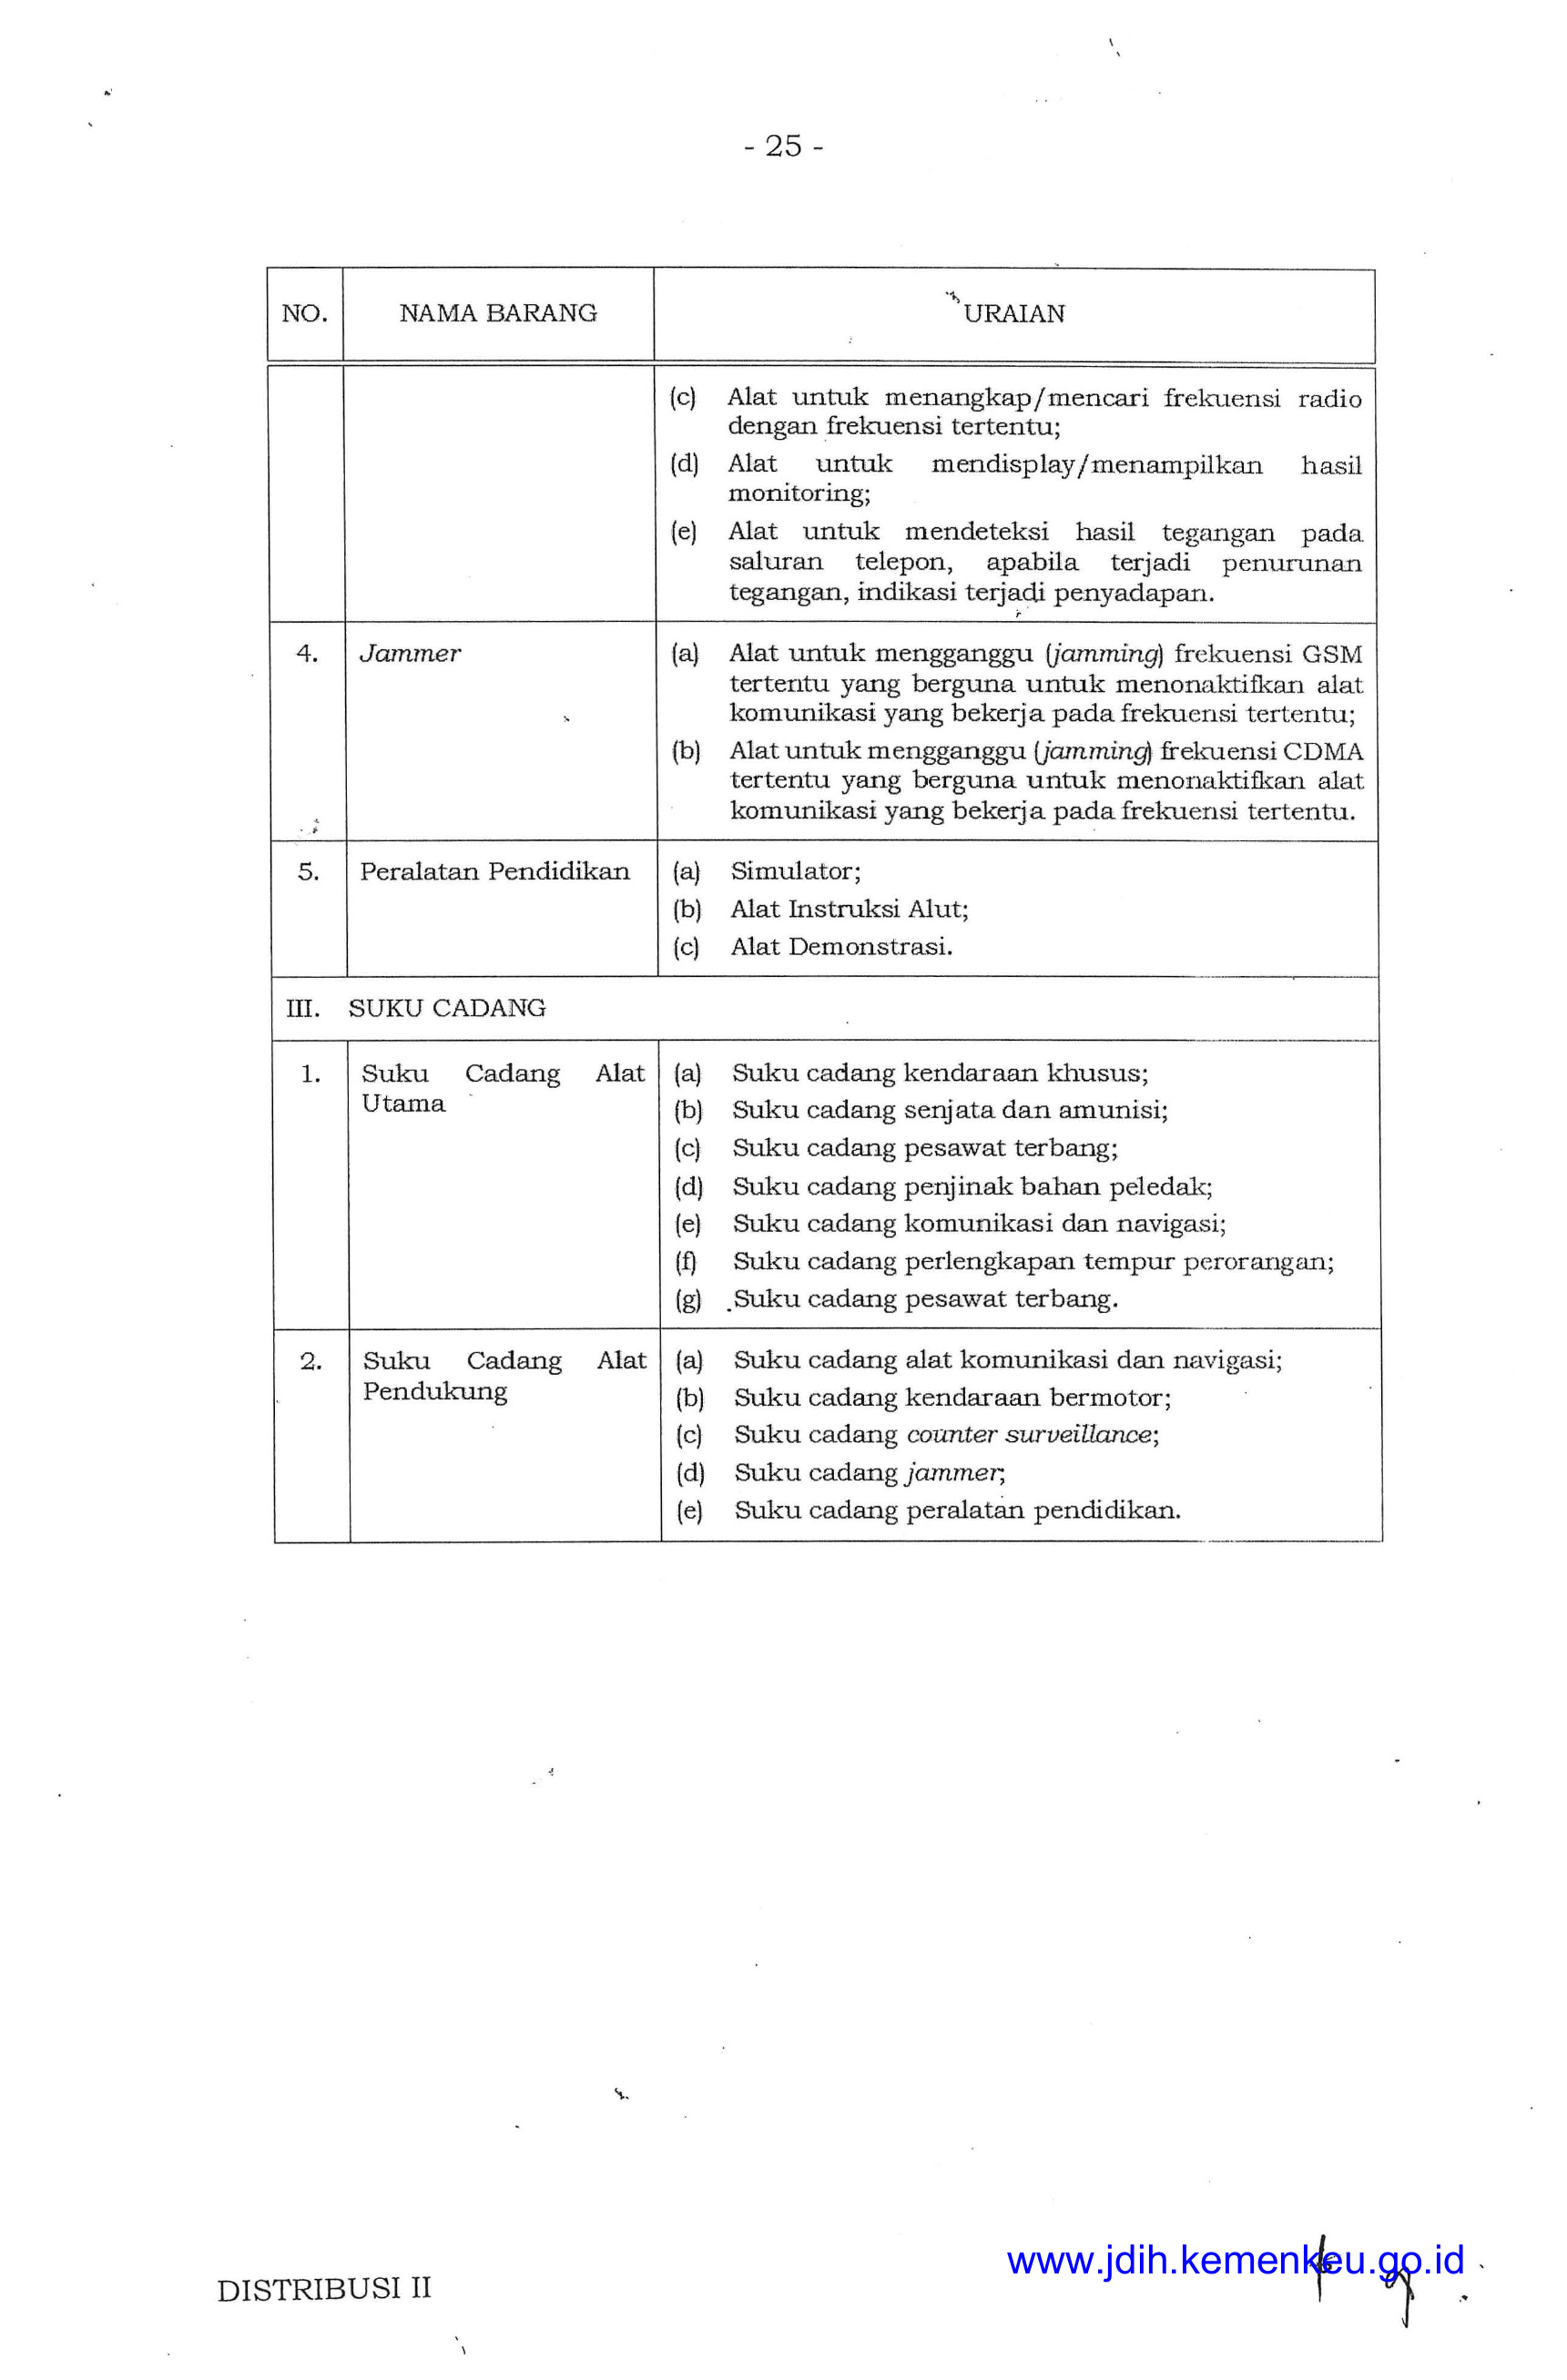 - 25 -
NO. NAMA BARANG URAIAN
(c) Alat untuk menangkap/mencari frekuensi radio
dengan frekuensi tertentu;
(d) Alat untuk mendisplay/menampilkan hasil
monitoring;
(e) Alat untuk mendeteksi hasil tegangan pada
saluran telepon, apabila terjadi penurunan
tegangan, indikasi terjadi penyadapan.
4. Jammer (a) Alat untuk mengganggu (jamming) frekuensi GSM
tertentu yang berguna untuk menonaktifkan alat
komunikasi yang bekerja pada frekuensi tertentu;
(b) Alat untuk mengganggu (jamming) frekuensi CDMA
tertentu yang berguna untuk menonaktifkan alat
komunikasi yang bekerja pada frekuensi tertentu.
5. Peralatan Pendidikan (a) Simulator;
(b) Alat Instruksi Alut;
(c) Alat Demonstrasi.
III. SUKU CADANG
1. Suku Cadang Alat (a) Suku cadang kendaraan khusus;
Utama (b) Suku cadang senjata dan amunisi;
(c) Suku cadang pesawat terbang;
(d) Suku cadang penjinak bahan peledak;
(e) Suku cadang komunikasi dan navigasi;
(f) Suku cadang perlengkapan tempur perorangan;
(g) Suku cadang pesawat terbang.
2. Suku Cadang Alat (a) Suku cadang alat komunikasi dan navigasi;
Pendukung (b) Suku cadang kendaraan bermotor;
(c) Suku cadang counter surveillance;
(d) Suku cadang jammer;
(e) Suku cadang peralatan pendidikan.
www.jdih.kemenkeu.go.id
DISTRIBUSI II